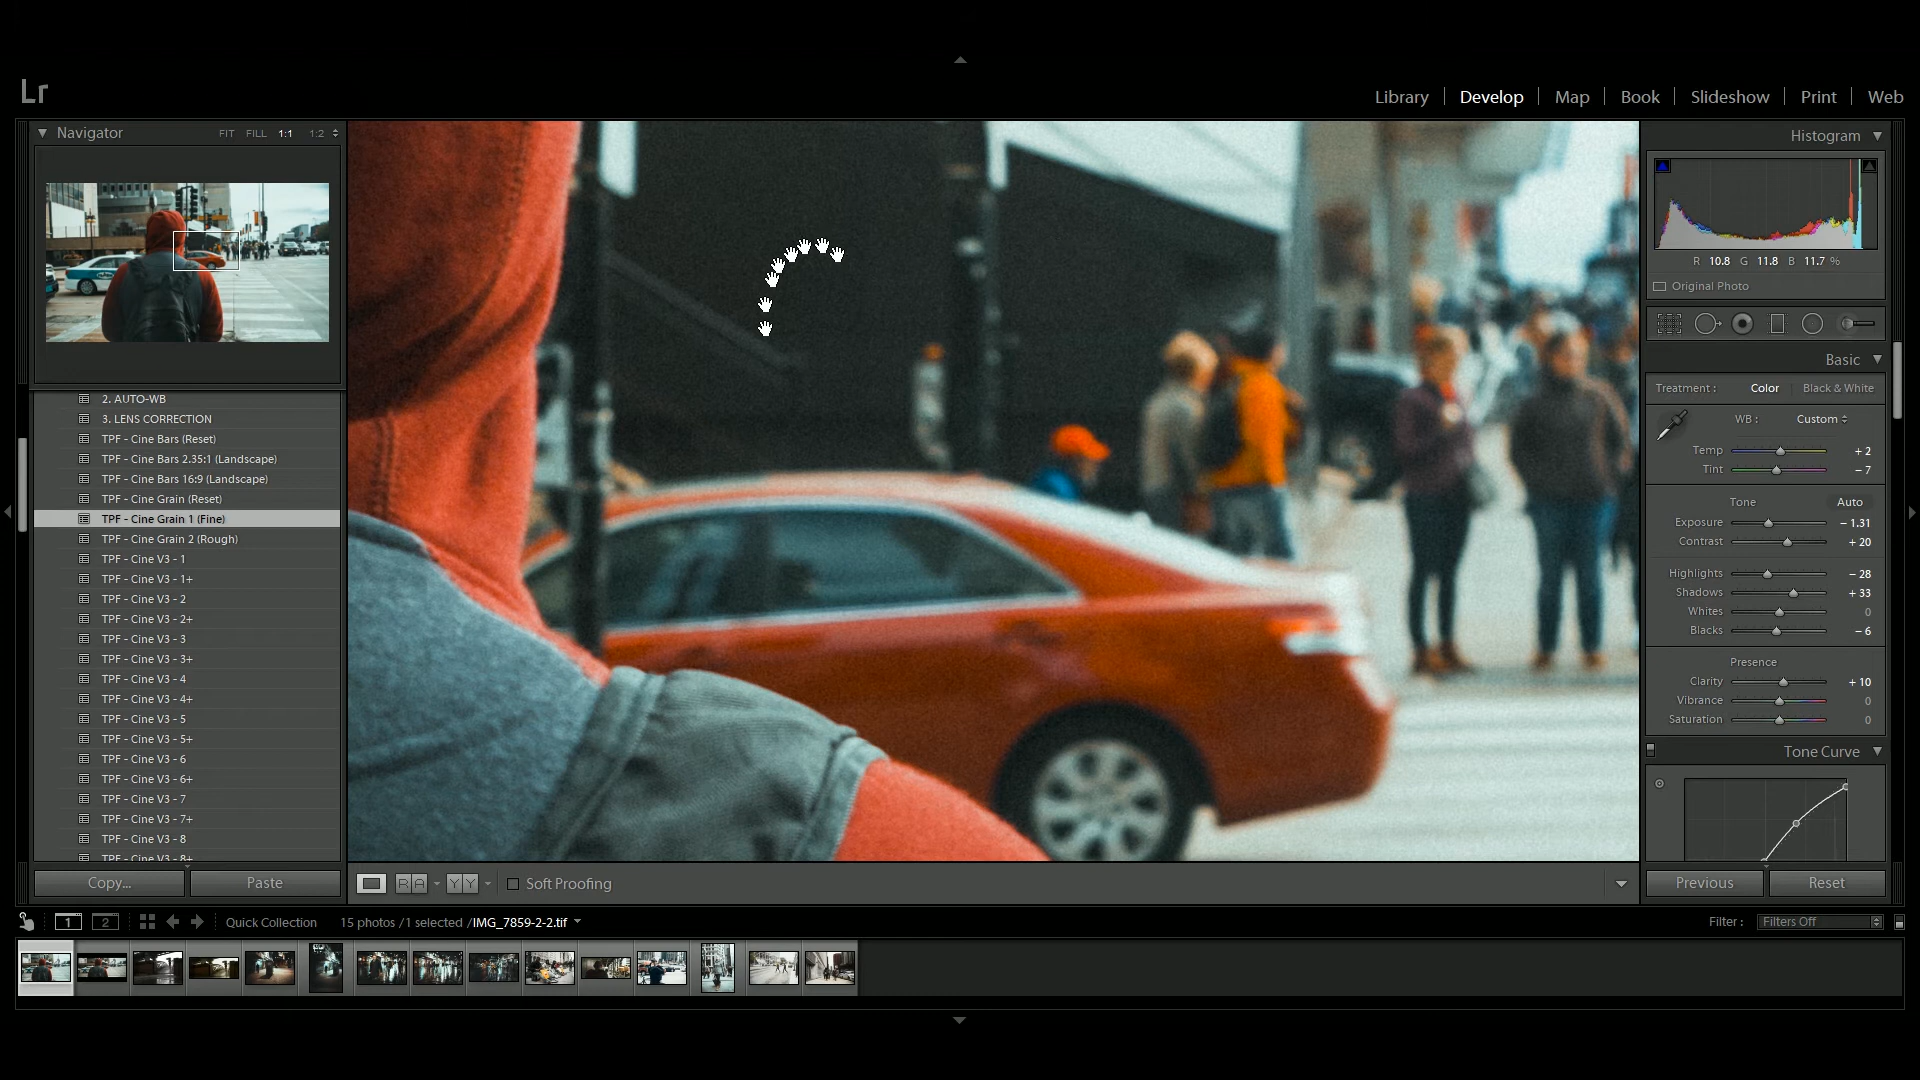 Lr
Library Develop Map Book Slideshow Print Web
Navigator FIT FILL 1:1 1:2
2. AUTO-WB
3. LENS CORRECTION
TPF - Cine Bars (Reset)
TPF - Cine Bars 2.35:1 (Landscape)
TPF - Cine Bars 16:9 (Landscape)
TPF - Cine Grain (Reset)
TPF - Cine Grain 1 (Fine)
TPF - Cine Grain 2 (Rough)
TPF - Cine V3 - 1
TPF - Cine V3 - 1+
TPF - Cine V3 - 2
TPF - Cine V3 - 2+
TPF - Cine V3 - 3
TPF - Cine V3 - 3+
TPF - Cine V3 - 4
TPF - Cine V3 - 4+
TPF - Cine V3 - 5
TPF - Cine V3 - 5+
TPF - Cine V3 - 6
TPF - Cine V3 - 6+
TPF - Cine V3 - 7
TPF - Cine V3 - 7+
TPF - Cine V3 - 8
TPF - Cine V3 - 8+
Copy... Paste
Histogram
R 10.8 G 11.8 B 11.7 %
Original Photo
Basic
Treatment : Color Black & White
WB : Custom
Temp + 2
Tint − 7
Tone Auto
Exposure − 1.31
Contrast + 20
Highlights − 28
Shadows + 33
Whites 0
Blacks − 6
Presence
Clarity + 10
Vibrance 0
Saturation 0
Tone Curve
Previous Reset
R A Y Y Soft Proofing
1 2 Quick Collection 15 photos / 1 selected / IMG_7859-2-2.tif Filter : Filters Off